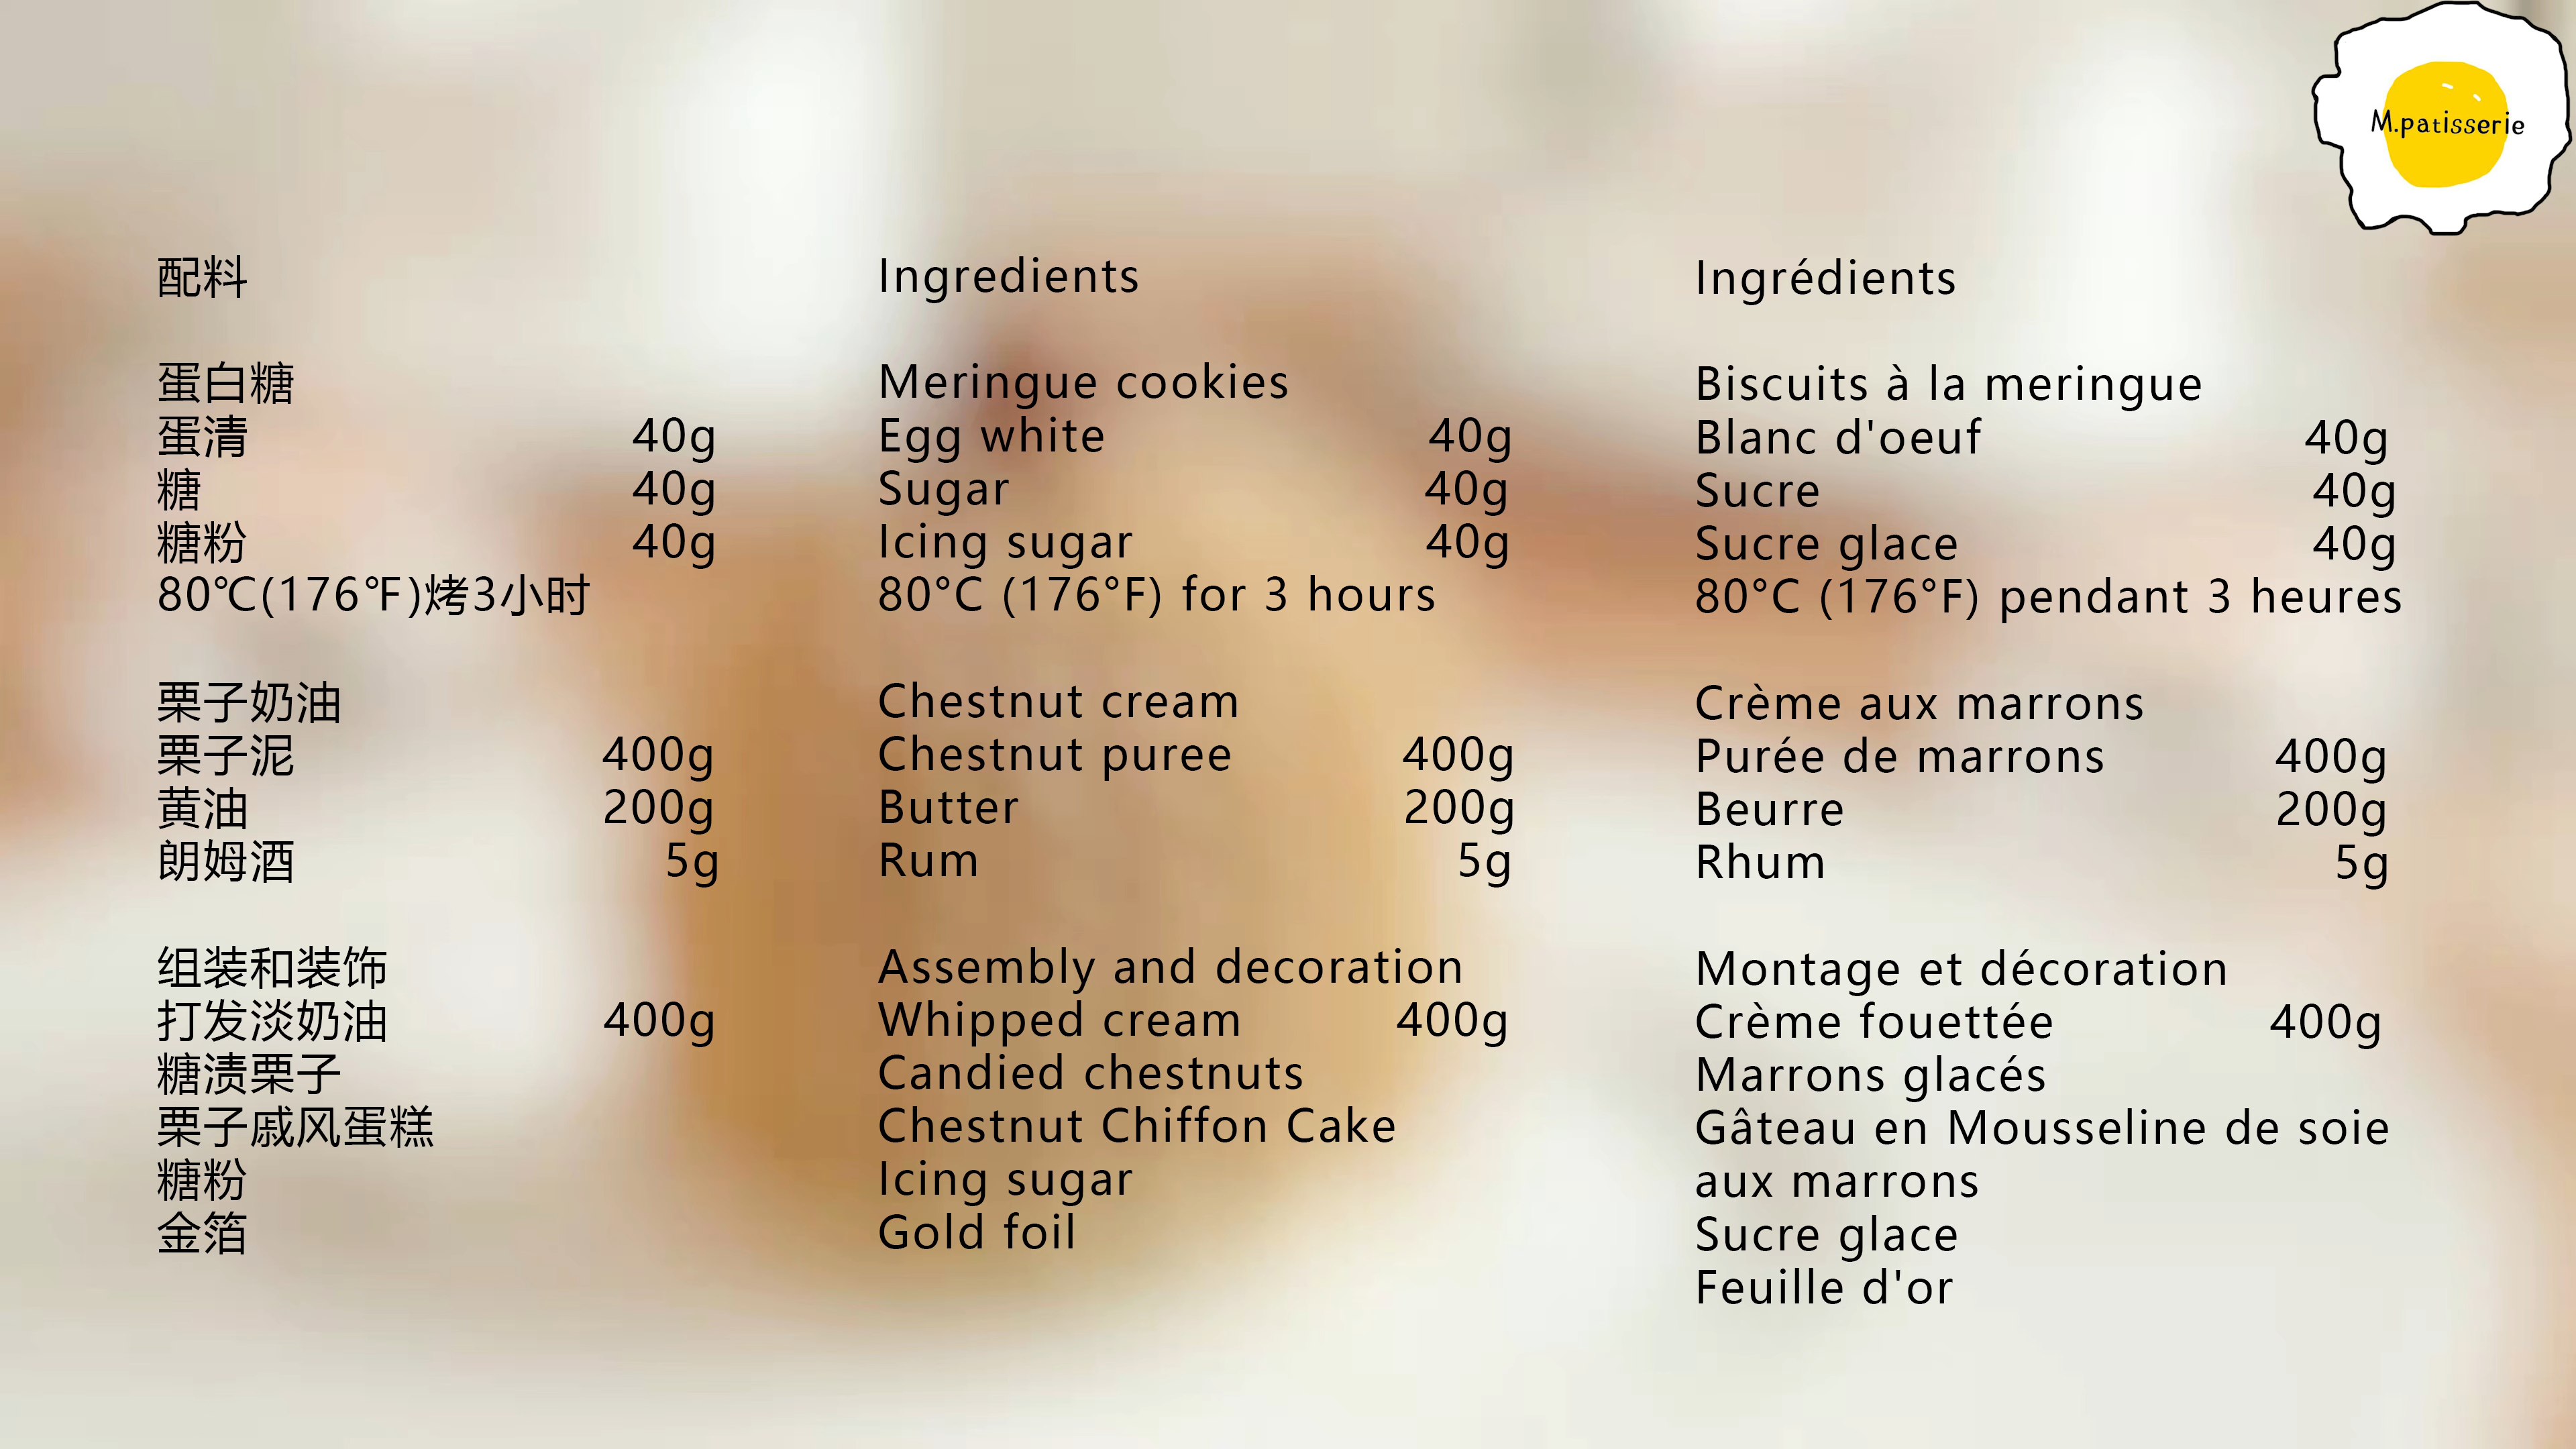 M.patisserie
配料
蛋白糖
蛋清 40g
糖 40g
糖粉 40g
80℃(176℉)烤3小时
栗子奶油
栗子泥 400g
黄油 200g
朗姆酒 5g
组装和装饰
打发淡奶油 400g
糖渍栗子
栗子戚风蛋糕
糖粉
金箔
Ingredients
Meringue cookies
Egg white 40g
Sugar 40g
Icing sugar 40g
80°C (176°F) for 3 hours
Chestnut cream
Chestnut puree 400g
Butter 200g
Rum 5g
Assembly and decoration
Whipped cream 400g
Candied chestnuts
Chestnut Chiffon Cake
Icing sugar
Gold foil
Ingrédients
Biscuits à la meringue
Blanc d'oeuf 40g
Sucre 40g
Sucre glace 40g
80°C (176°F) pendant 3 heures
Crème aux marrons
Purée de marrons 400g
Beurre 200g
Rhum 5g
Montage et décoration
Crème fouettée 400g
Marrons glacés
Gâteau en Mousseline de soie
aux marrons
Sucre glace
Feuille d'or